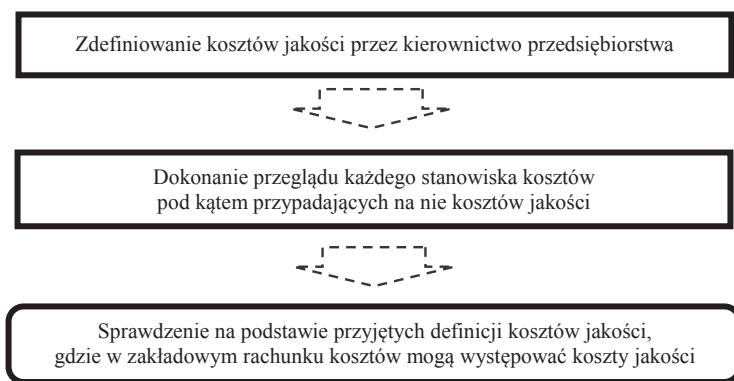 Zdefiniowanie kosztów jakości przez kierownictwo przedsiębiorstwa
Dokonanie przeglądu każdego stanowiska kosztów
pod kątem przypadających na nie kosztów jakości
Sprawdzenie na podstawie przyjętych definicji kosztów jakości,
gdzie w zakładowym rachunku kosztów mogą występować koszty jakości